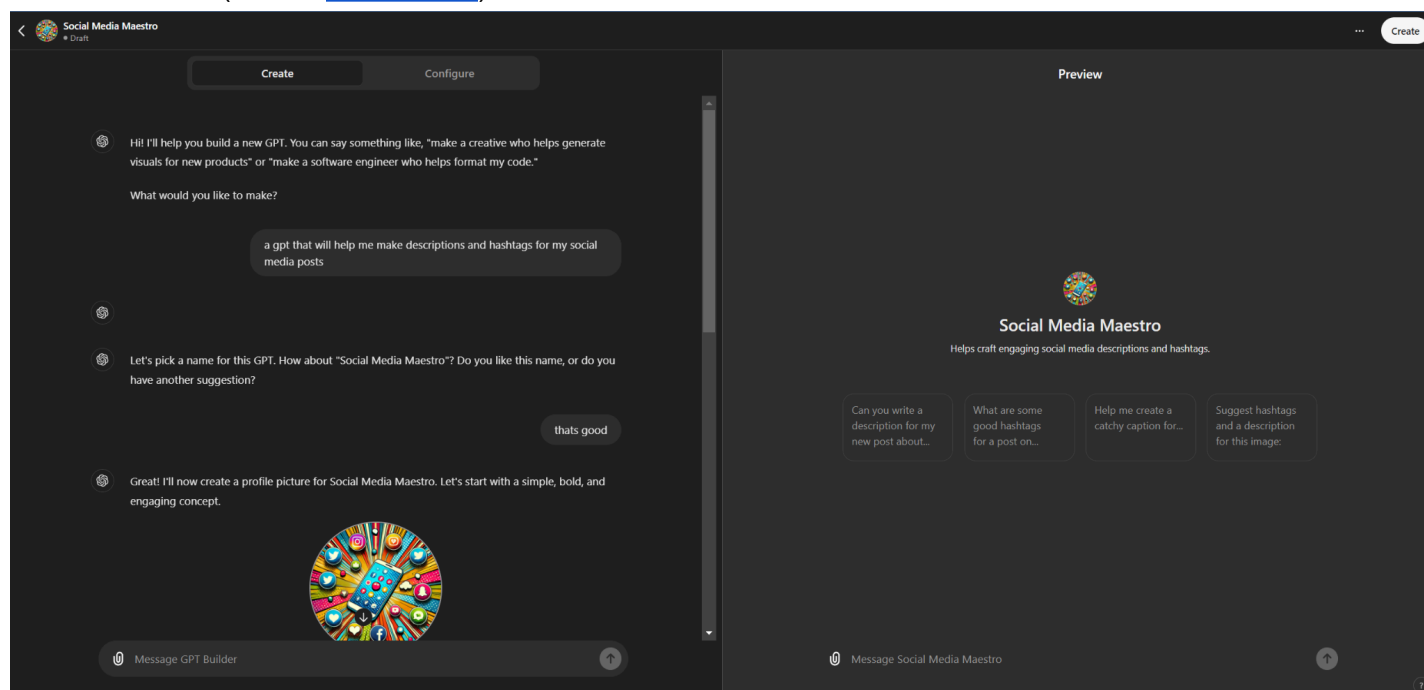 Social Media Maestro
Draft
Create
Create
Configure
Preview
Hi! I'll help you build a new GPT. You can say something like, "make a creative who helps generate
visuals for new products" or "make a software engineer who helps format my code."
What would you like to make?
a gpt that will help me make descriptions and hashtags for my social
media posts
Let's pick a name for this GPT. How about "Social Media Maestro"? Do you like this name, or do you
have another suggestion?
thats good
Great! I'll now create a profile picture for Social Media Maestro. Let's start with a simple, bold, and
engaging concept.
Message GPT Builder
Social Media Maestro
Helps craft engaging social media descriptions and hashtags.
Can you write a
description for my
new post about...
What are some
good hashtags
for a post on...
Help me create a
catchy caption for...
Suggest hashtags
and a description
for this image:
Message Social Media Maestro